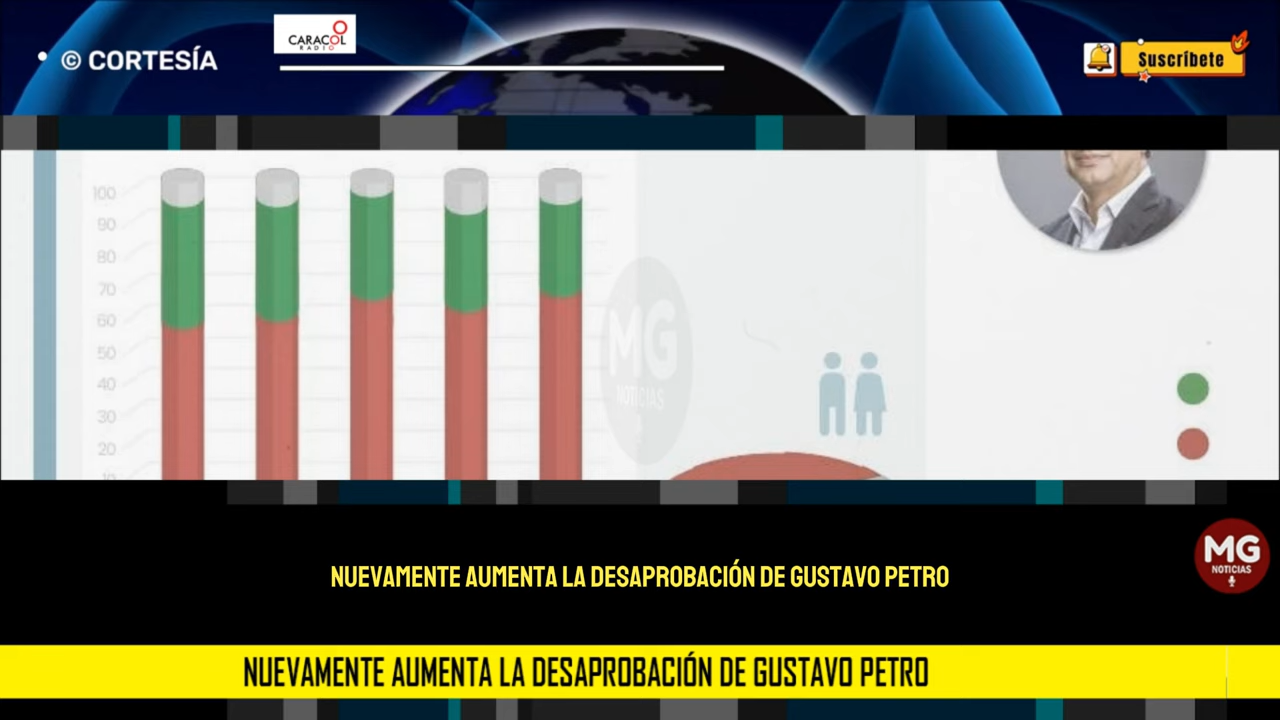 © CORTESÍA
CARACOL
RADIO
Suscríbete
100
90
80
70
60
50
40
30
20
10
MG
NOTICIAS
NUEVAMENTE AUMENTA LA DESAPROBACIÓN DE GUSTAVO PETRO
MG
NOTICIAS
NUEVAMENTE AUMENTA LA DESAPROBACIÓN DE GUSTAVO PETRO